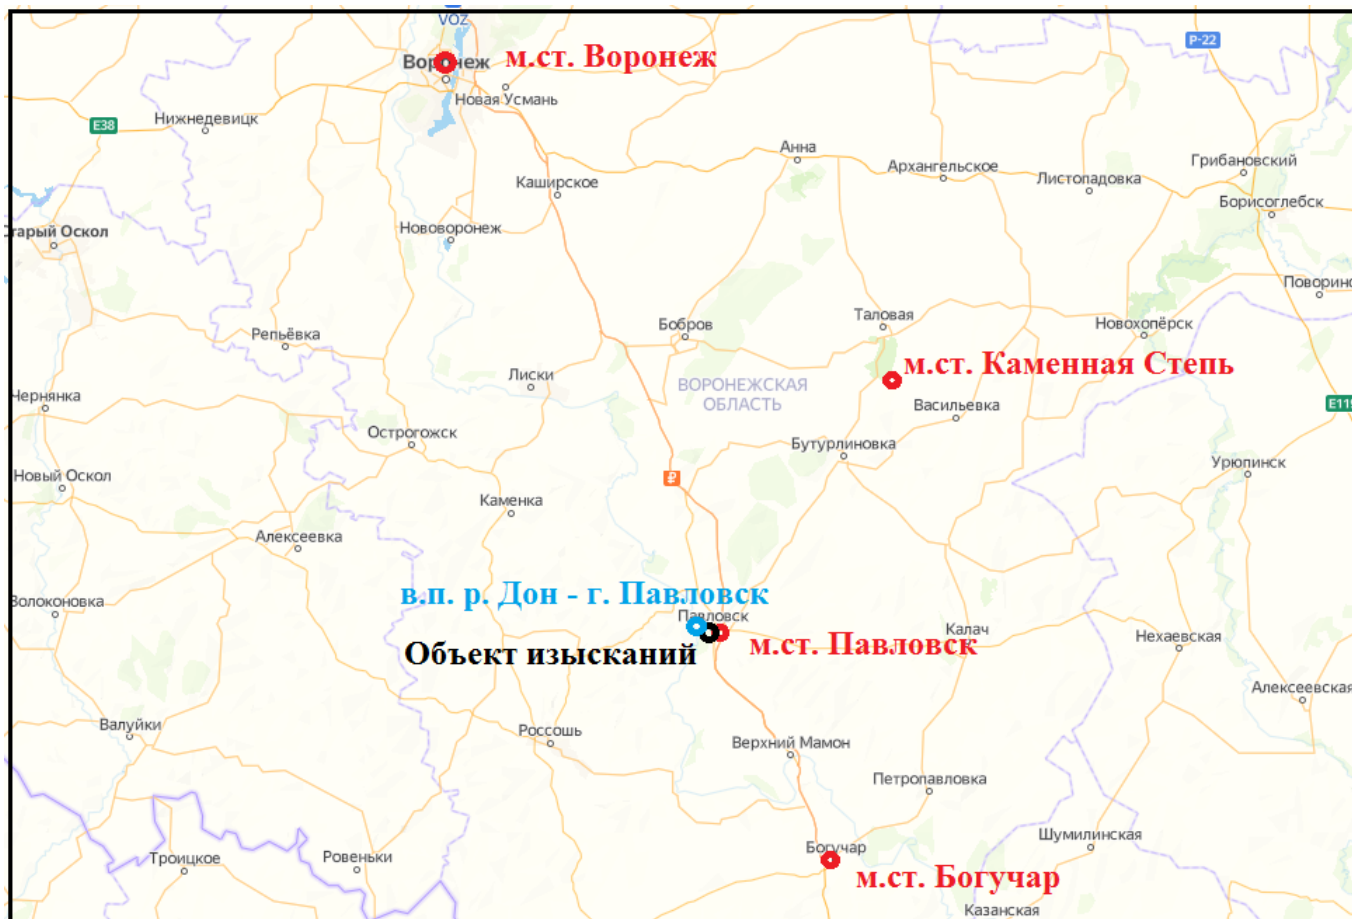 VOZ
Р-22
Воронеж
м.ст. Воронеж
Новая Усмань
Нижнедевицк
E38
Анна
Архангельское
Листопадовка
Грибановский
Каширское
Борисоглебск
Нововоронеж
тарый Оскол
Поворино
Таловая
Новохопёрск
Бобров
Репьёвка
м.ст. Каменная Степь
Лиски
ВОРОНЕЖСКАЯ
ОБЛАСТЬ
Чернянка
Васильевка
E119
Острогожск
Бутурлиновка
Урюпинск
Новый Оскол
₽
Каменка
Алексеевка
в.п. р. Дон - г. Павловск
Волоконовка
Павловск
Калач
Нехаевская
Объект изысканий
м.ст. Павловск
Алексеевская
Валуйки
Россошь
Верхний Мамон
Петропавловка
Шумилинская
Троицкое
Ровеньки
Богучар
м.ст. Богучар
Казанская